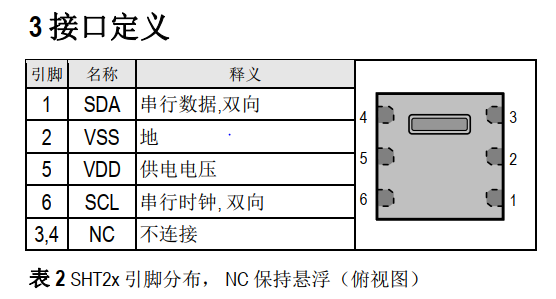 3 接口定义
引脚 名称 释义
1 SDA 串行数据,双向
2 VSS 地
5 VDD 供电电压
6 SCL 串行时钟,双向
3,4 NC 不连接
4 3
5 2
6 1
表 2 SHT2x 引脚分布， NC 保持悬浮（俯视图）